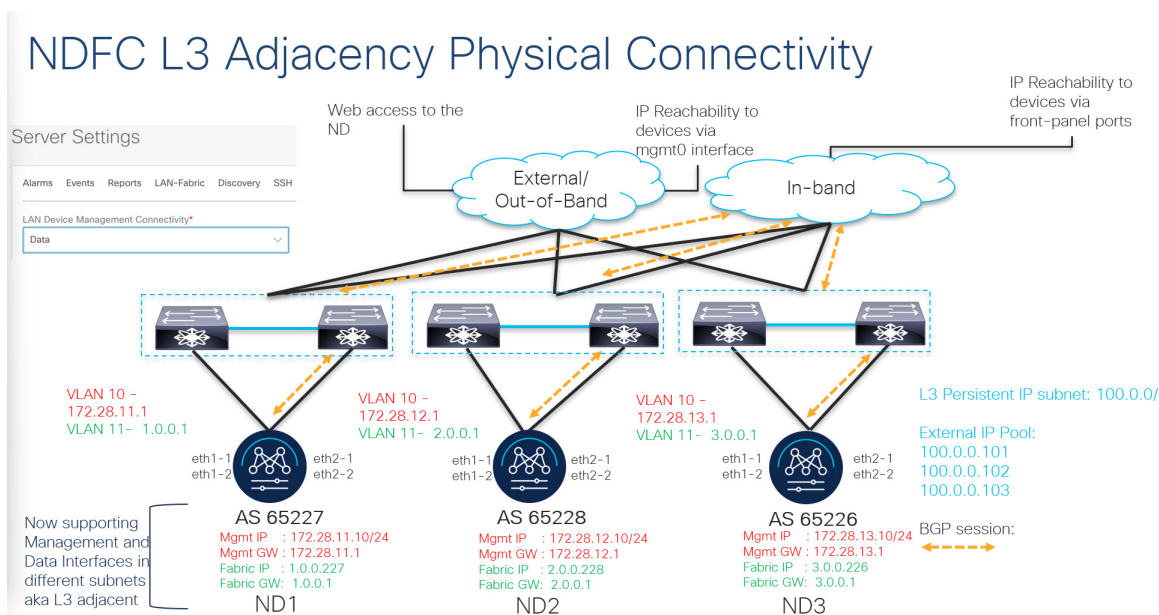 NDFC L3 Adjacency Physical Connectivity
Server Settings
Alarms Events Reports LAN-Fabric Discovery SSH
LAN Device Management Connectivity*
Data
Web access to the
ND
IP Reachability to
devices via
mgmt0 interface
IP Reachability to
devices via
front-panel ports
External/
Out-of-Band
In-band
VLAN 10 -
172.28.11.1
VLAN 11- 1.0.0.1
VLAN 10 -
172.28.12.1
VLAN 11- 2.0.0.1
VLAN 10 -
172.28.13.1
VLAN 11- 3.0.0.1
L3 Persistent IP subnet: 100.0.0/
External IP Pool:
100.0.0.101
100.0.0.102
100.0.0.103
BGP session:
eth1-1
eth1-2
eth2-1
eth2-2
eth1-1
eth1-2
eth2-1
eth2-2
eth1-1
eth1-2
eth2-1
eth2-2
Now supporting
Management and
Data Interfaces in
different subnets
aka L3 adjacent
AS 65227
Mgmt IP : 172.28.11.10/24
Mgmt GW : 172.28.11.1
Fabric IP : 1.0.0.227
Fabric GW: 1.0.0.1
ND1
AS 65228
Mgmt IP : 172.28.12.10/24
Mgmt GW : 172.28.12.1
Fabric IP : 2.0.0.228
Fabric GW: 2.0.0.1
ND2
AS 65226
Mgmt IP : 172.28.13.10/24
Mgmt GW : 172.28.13.1
Fabric IP : 3.0.0.226
Fabric GW: 3.0.0.1
ND3